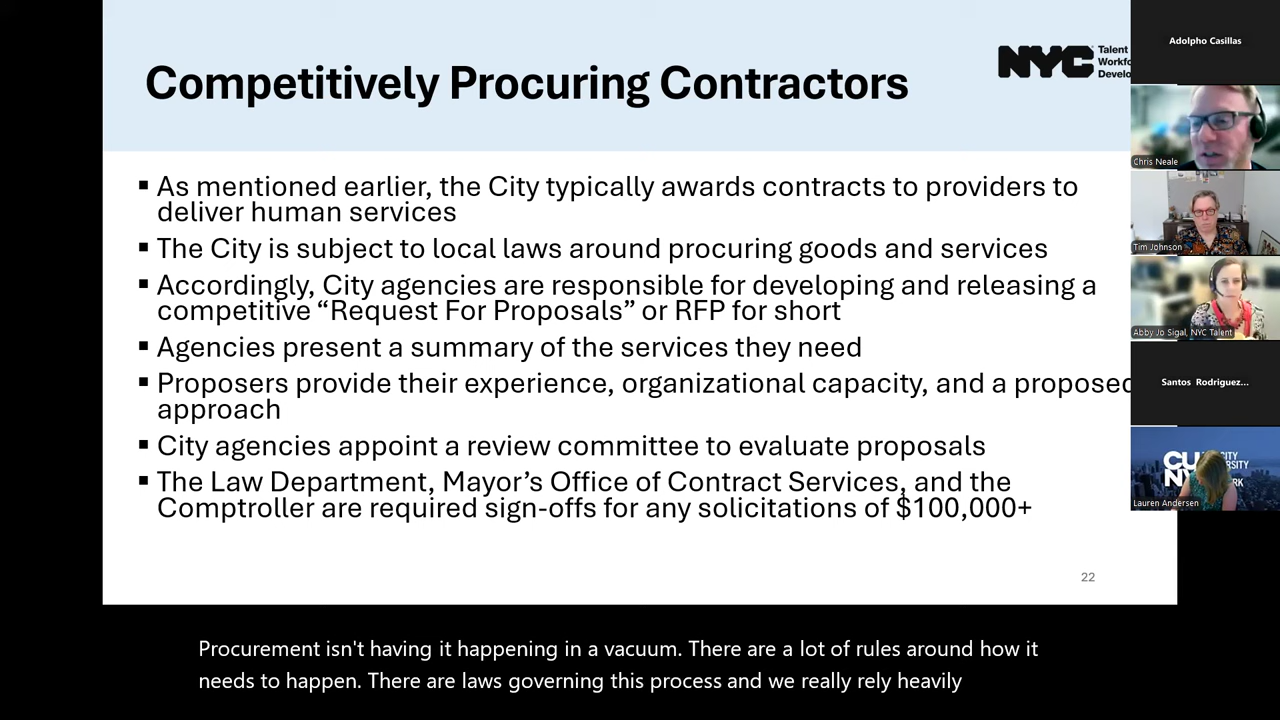 Competitively Procuring Contractors
NYC
Talent
Workfo
Develo
▪ As mentioned earlier, the City typically awards contracts to providers to
deliver human services
▪ The City is subject to local laws around procuring goods and services
▪ Accordingly, City agencies are responsible for developing and releasing a
competitive “Request For Proposals” or RFP for short
▪ Agencies present a summary of the services they need
▪ Proposers provide their experience, organizational capacity, and a proposed
approach
▪ City agencies appoint a review committee to evaluate proposals
▪ The Law Department, Mayor’s Office of Contract Services, and the
Comptroller are required sign-offs for any solicitations of $100,000+
22
Adolpho Casillas
Chris Neale
Tim Johnson
Abby Jo Sigal, NYC Talent
Santos Rodriguez...
Lauren Andersen
Procurement isn't having it happening in a vacuum. There are a lot of rules around how it
needs to happen. There are laws governing this process and we really rely heavily